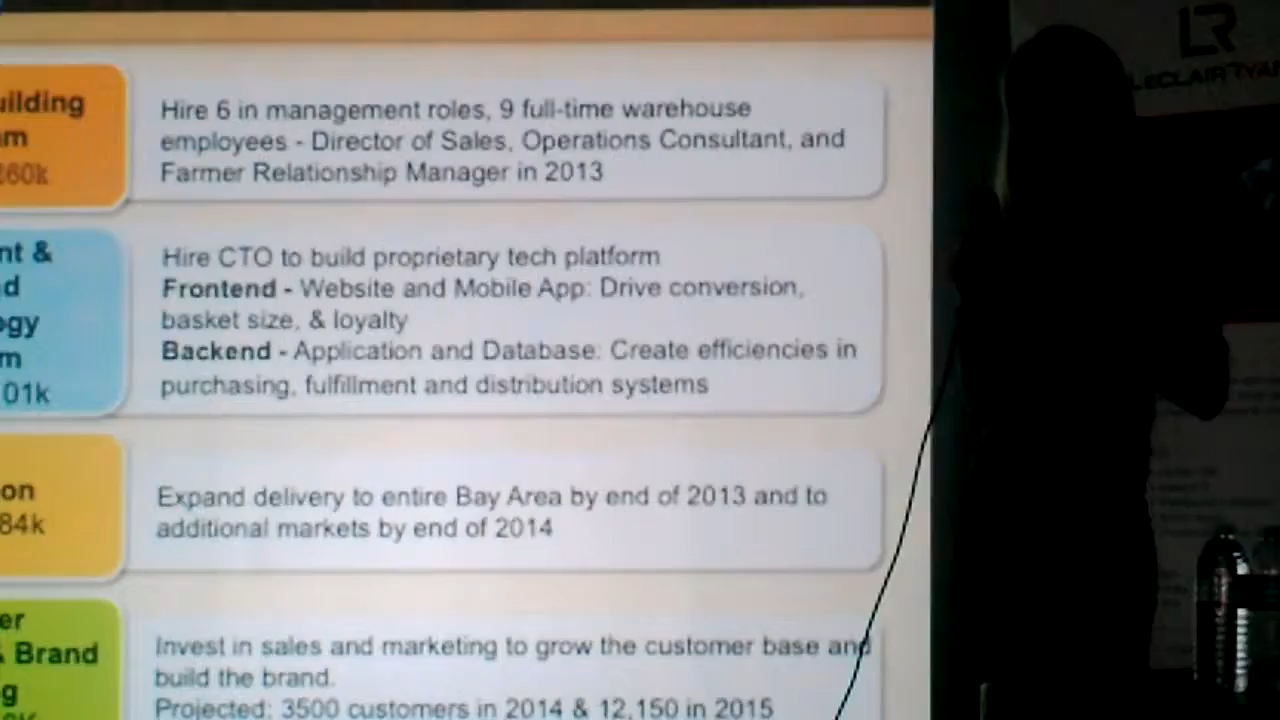 Hire 6 in management roles, 9 full-time warehouse
employees - Director of Sales, Operations Consultant, and
Farmer Relationship Manager in 2013
60k
nt &
Hire CTO to build proprietary tech platform
Frontend - Website and Mobile App: Drive conversion,
basket size, & loyalty
Backend - Application and Database: Create efficiencies in
purchasing, fulfillment and distribution systems
01k
on
84k
Expand delivery to entire Bay Area by end of 2013 and to
additional markets by end of 2014
er
& Brand
g
Invest in sales and marketing to grow the customer base and
build the brand.
Projected: 3500 customers in 2014 & 12,150 in 2015
LR
LECLAIRRYAN